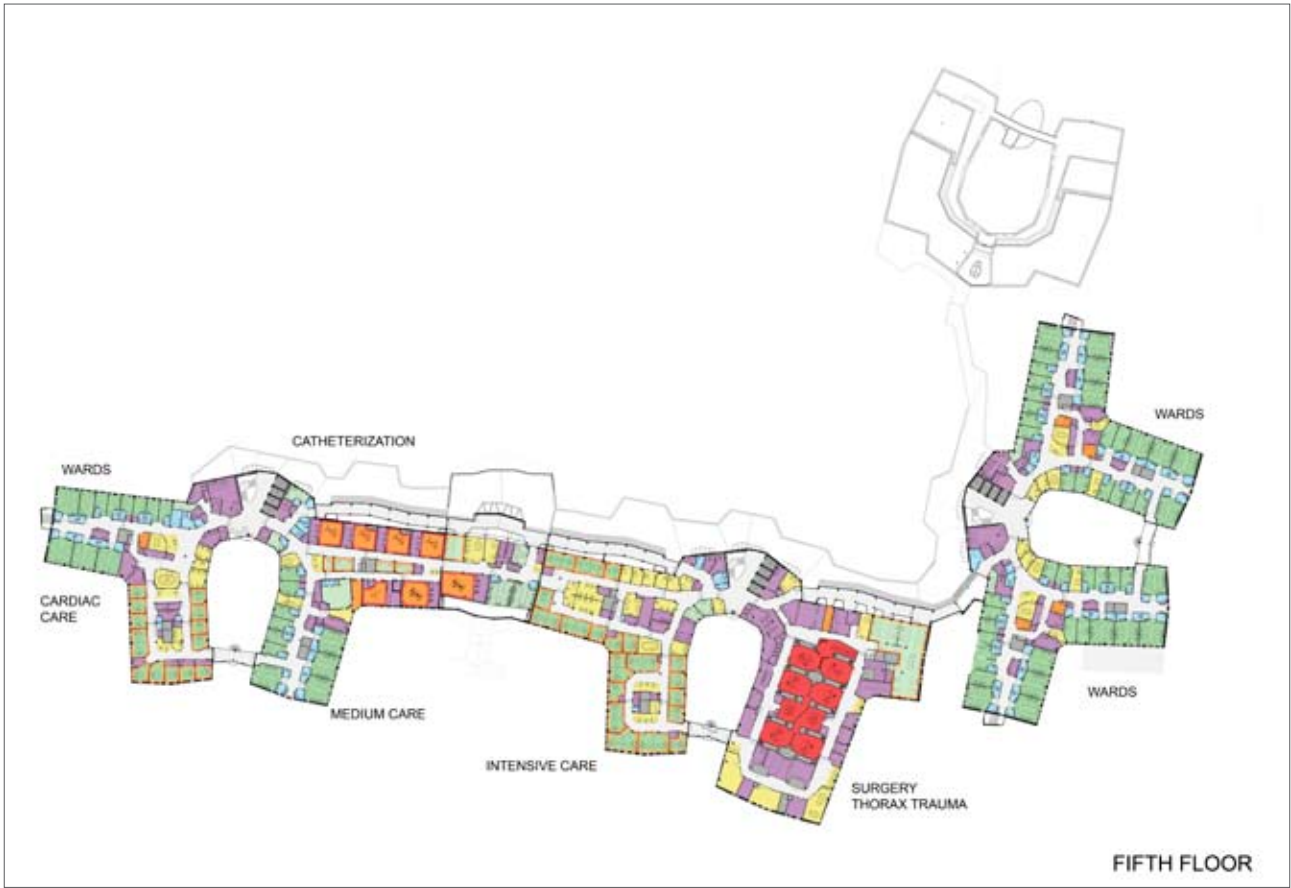 WARDS
CATHETERIZATION
WARDS
CARDIAC
CARE
MEDIUM CARE
INTENSIVE CARE
SURGERY
THORAX TRAUMA
WARDS
FIFTH FLOOR